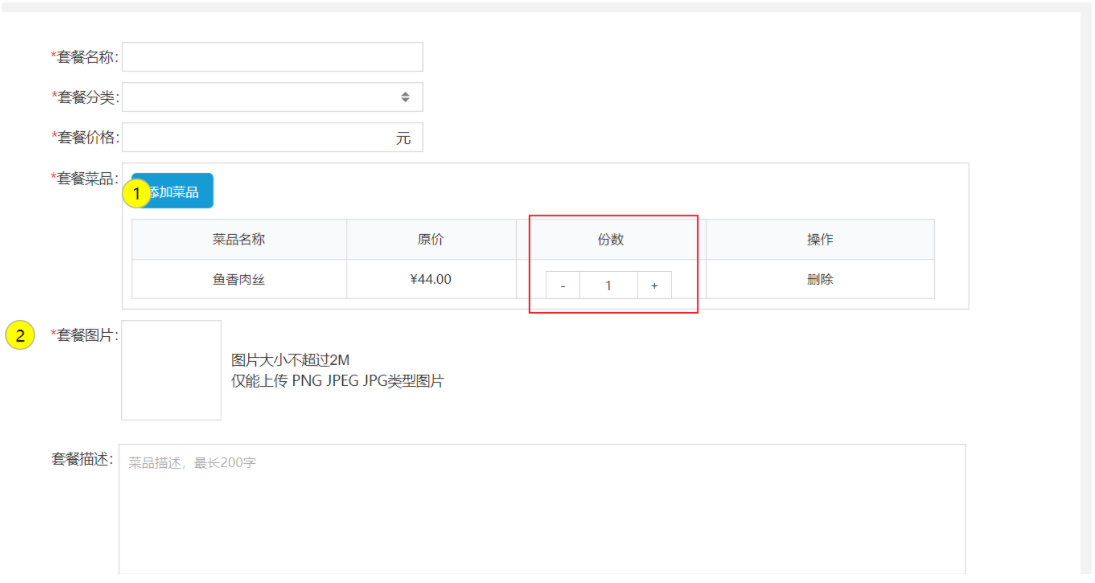 *套餐名称:
*套餐分类:
*套餐价格: 元
*套餐菜品:
1 添加菜品
菜品名称 原价 份数 操作
鱼香肉丝 ¥44.00 - 1 + 删除
2 *套餐图片:
图片大小不超过2M
仅能上传 PNG JPEG JPG类型图片
套餐描述: 菜品描述，最长200字